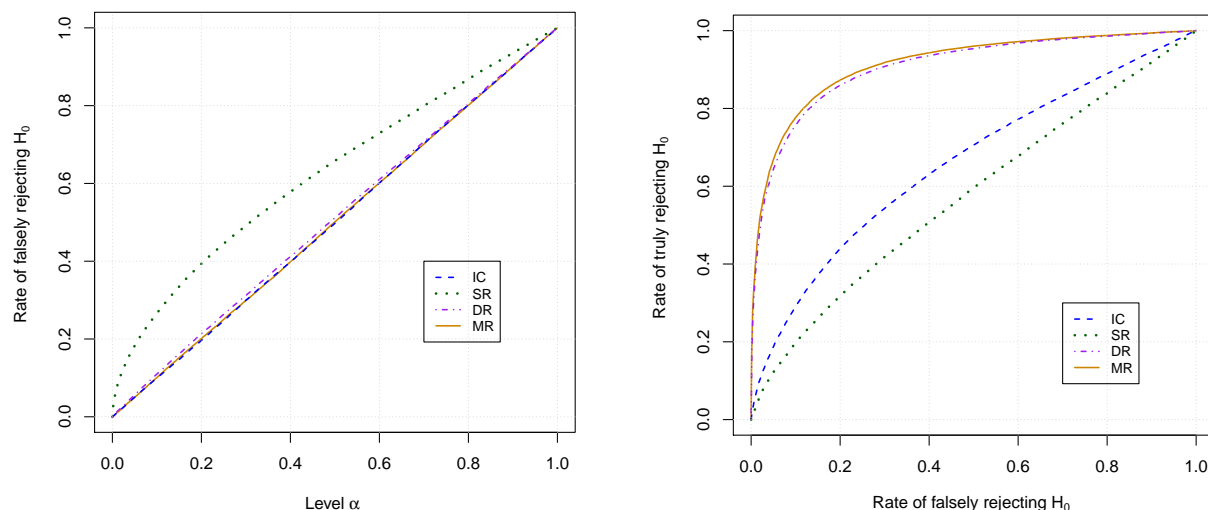 Rate of falsely rejecting H0
1.0
0.8
0.6
0.4
0.2
0.0
IC
SR
DR
MR
0.0 0.2 0.4 0.6 0.8 1.0
Level α
Rate of truly rejecting H0
1.0
0.8
0.6
0.4
0.2
0.0
IC
SR
DR
MR
0.0 0.2 0.4 0.6 0.8 1.0
Rate of falsely rejecting H0